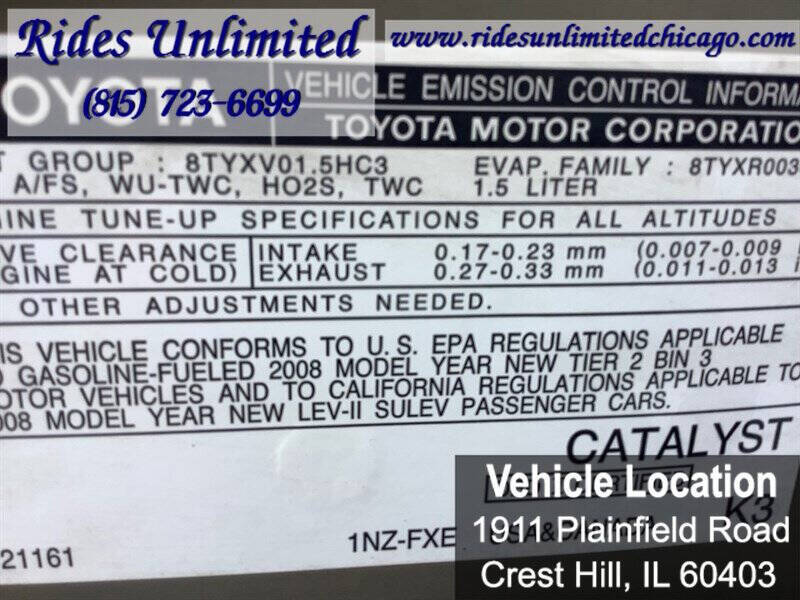 Rides Unlimited
www.ridesunlimitedchicago.com
(815) 723-6699
OYOTA
VEHICLE EMISSION CONTROL INFORMA
TOYOTA MOTOR CORPORATIO
T GROUP : 8TYXV01.5HC3 EVAP. FAMILY : 8TYXR003
A/FS, WU-TWC, HO2S, TWC 1.5 LITER
INE TUNE-UP SPECIFICATIONS FOR ALL ALTITUDES
VE CLEARANCE INTAKE 0.17-0.23 mm (0.007-0.009
GINE AT COLD) EXHAUST 0.27-0.33 mm (0.011-0.013 i
OTHER ADJUSTMENTS NEEDED.
IS VEHICLE CONFORMS TO U.S. EPA REGULATIONS APPLICABLE
O GASOLINE-FUELED 2008 MODEL YEAR NEW TIER 2 BIN 3
OTOR VEHICLES AND TO CALIFORNIA REGULATIONS APPLICABLE TO
008 MODEL YEAR NEW LEV-II SULEV PASSENGER CARS.
CATALYST
Vehicle Location
K3
1NZ-FXE
1911 Plainfield Road
21161
Crest Hill, IL 60403